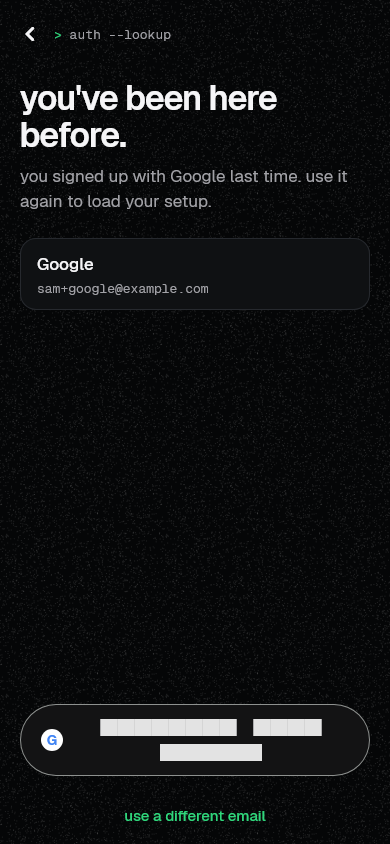 > auth --lookup
you've been here
before.
you signed up with Google last time. use it
again to load your setup.
Google
sam+google@example.com
G
use a different email